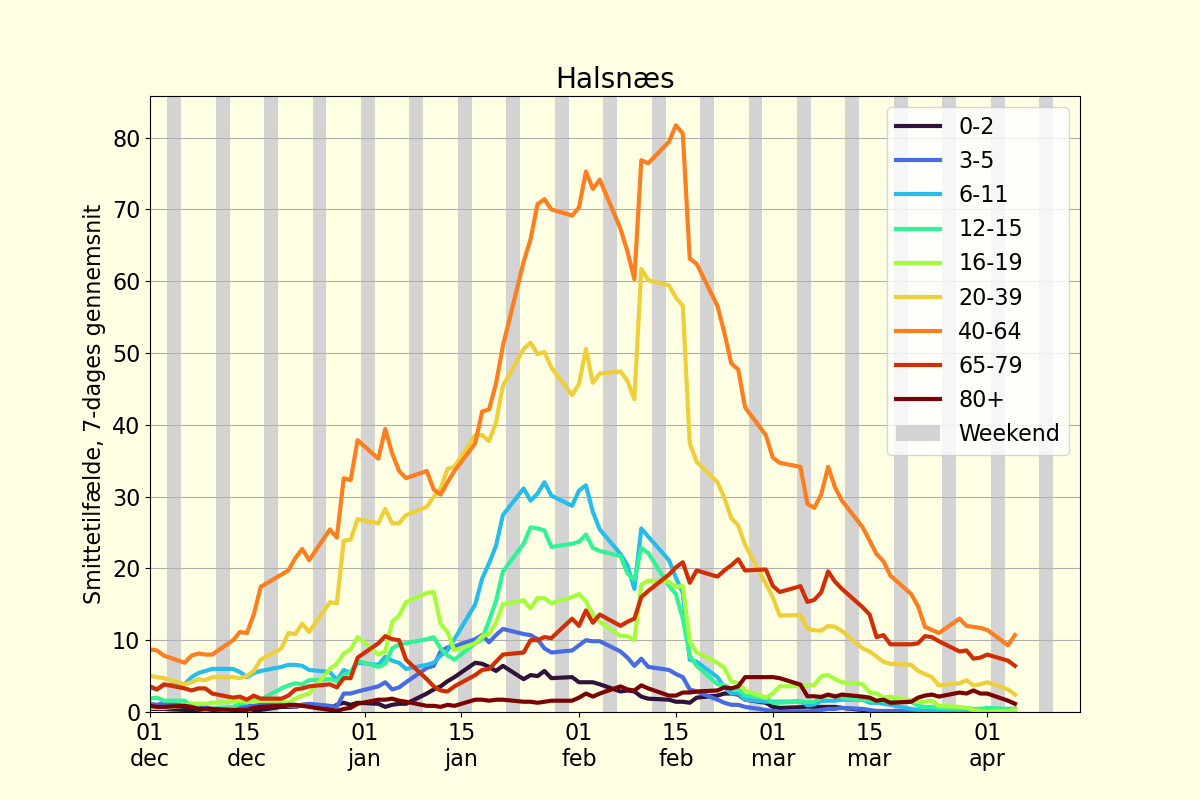 Halsnæs
Smittetilfælde, 7-dages gennemsnit
80
70
60
50
40
30
20
10
0
01 dec
15 dec
01 jan
15 jan
01 feb
15 feb
01 mar
15 mar
01 apr
0-2
3-5
6-11
12-15
16-19
20-39
40-64
65-79
80+
Weekend